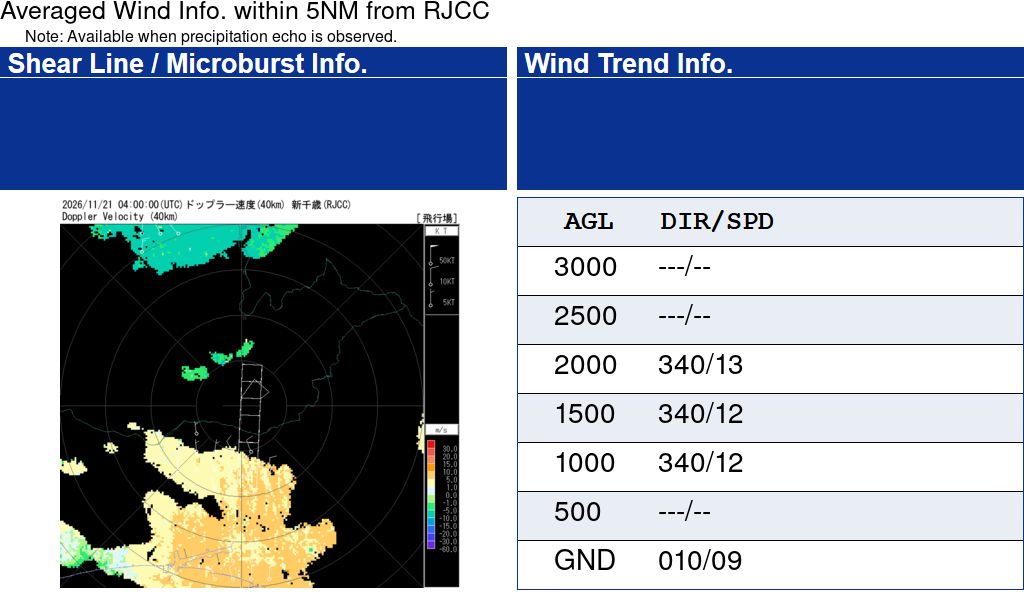 Averaged Wind Info. within 5NM from RJCC
Note: Available when precipitation echo is observed.
Shear Line / Microburst Info.
Wind Trend Info.
2026/11/21 04:00:00(UTC) ドップラー速度(40km) 新千歳(RJCC)
Doppler Velocity (40km)
[飛行場]
K T
50KT
10KT
5KT
m/s
30.0
20.0
15.0
10.0
5.0
1.0
0.0
-1.0
-5.0
-10.0
-15.0
-20.0
-30.0
-60.0
AGL DIR/SPD
3000 ---/--
2500 ---/--
2000 340/13
1500 340/12
1000 340/12
500 ---/--
GND 010/09